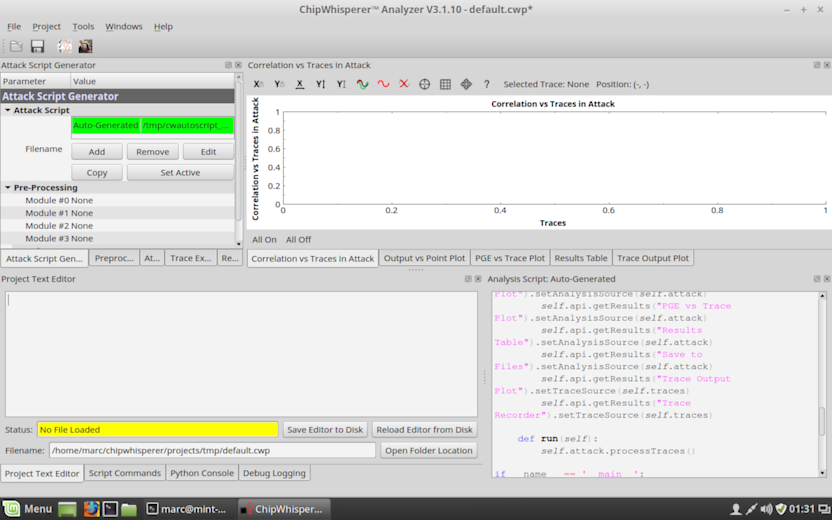 ChipWhisperer™ Analyzer V3.1.10 - default.cwp*
File Project Tools Windows Help
Attack Script Generator
Parameter Value
Attack Script Generator
Attack Script
Auto-Generated /tmp/cwautoscript_...
Filename
Add Remove Edit
Copy Set Active
Pre-Processing
Module #0 None
Module #1 None
Module #2 None
Module #3 None
Attack Script Gen... Preproc... At... Trace Ex... Re...
Correlation vs Traces in Attack
X Y X Y Y ? Selected Trace: None Position: (-, -)
Correlation vs Traces in Attack
Correlation vs Traces in Attack
1
0.8
0.6
0.4
0.2
0
0 0.2 0.4 0.6 0.8 1
Traces
All On All Off
Correlation vs Traces in Attack Output vs Point Plot PGE vs Trace Plot Results Table Trace Output Plot
Project Text Editor
Status: No File Loaded Save Editor to Disk Reload Editor from Disk
Filename: /home/marc/chipwhisperer/projects/tmp/default.cwp Open Folder Location
Project Text Editor Script Commands Python Console Debug Logging
Analysis Script: Auto-Generated
Plot").setAnalysisSource(self.attack)
self.api.getResults("PGE vs Trace
Plot").setAnalysisSource(self.attack)
self.api.getResults("Results
Table").setAnalysisSource(self.attack)
self.api.getResults("Save to
Files").setAnalysisSource(self.attack)
self.api.getResults("Trace Output
Plot").setTraceSource(self.traces)
self.api.getResults("Trace
Recorder").setTraceSource(self.traces)
def run(self):
self.attack.processTraces()
if __name__ == '__main__':
Menu marc@mint-... ChipWhisper... 01:31